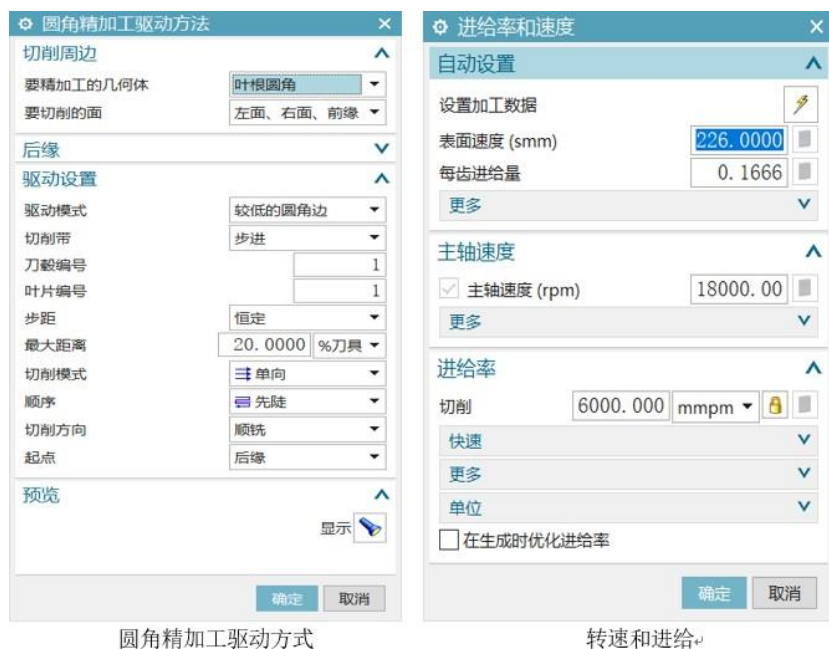 圆角精加工驱动方法
切削周边
要精加工的几何体 叶根圆角
要切削的面 左面、右面、前缘
后缘
驱动设置
驱动模式 较低的圆角边
切削带 步进
刀毂编号 1
叶片编号 1
步距 恒定
最大距离 20.0000 %刀具
切削模式 单向
顺序 先陡
切削方向 顺铣
起点 后缘
预览
显示
确定 取消
圆角精加工驱动方式
进给率和速度
自动设置
设置加工数据
表面速度 (smm) 226.0000
每齿进给量 0.1666
更多
主轴速度
主轴速度 (rpm) 18000.00
更多
进给率
切削 6000.000 mmpm
快速
更多
单位
在生成时优化进给率
确定 取消
转速和进给